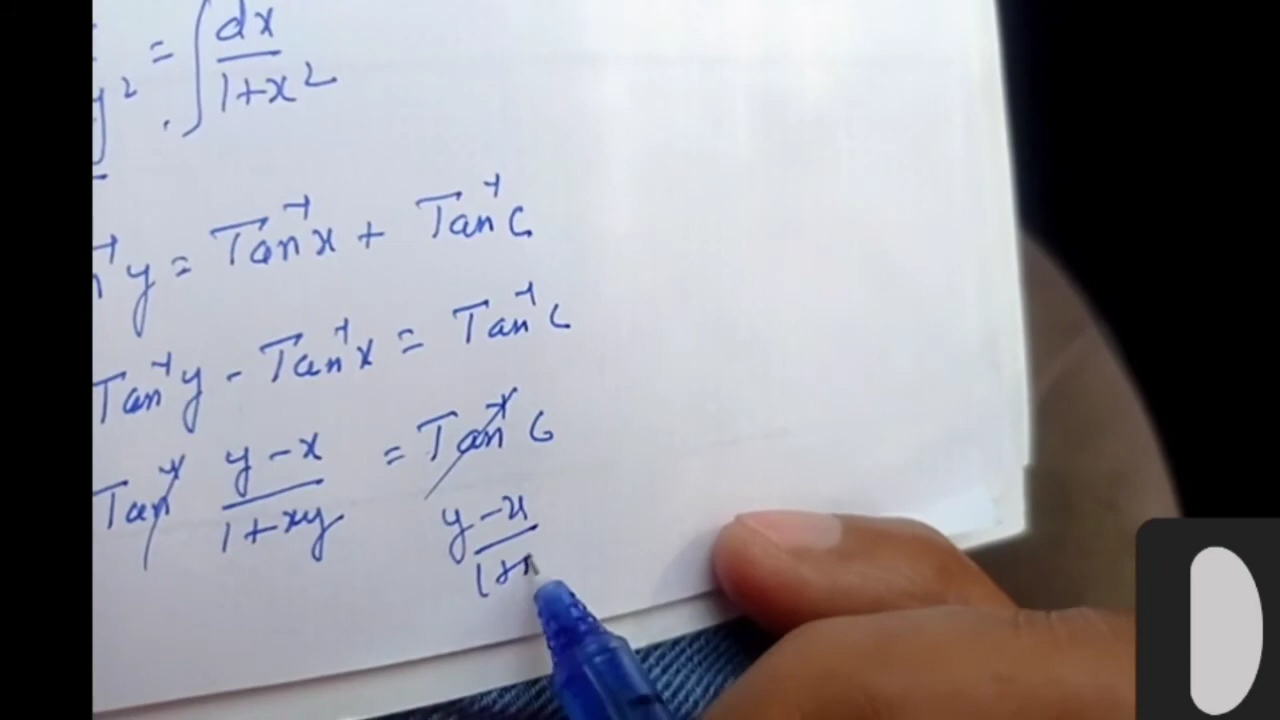 y² = ∫ dx / 1+x²
y = Tan⁻¹x + Tan⁻¹c
Tan⁻¹y - Tan⁻¹x = Tan⁻¹c
Tan⁻¹ y-x / 1+xy = Tan⁻¹c
y-x / 1+x